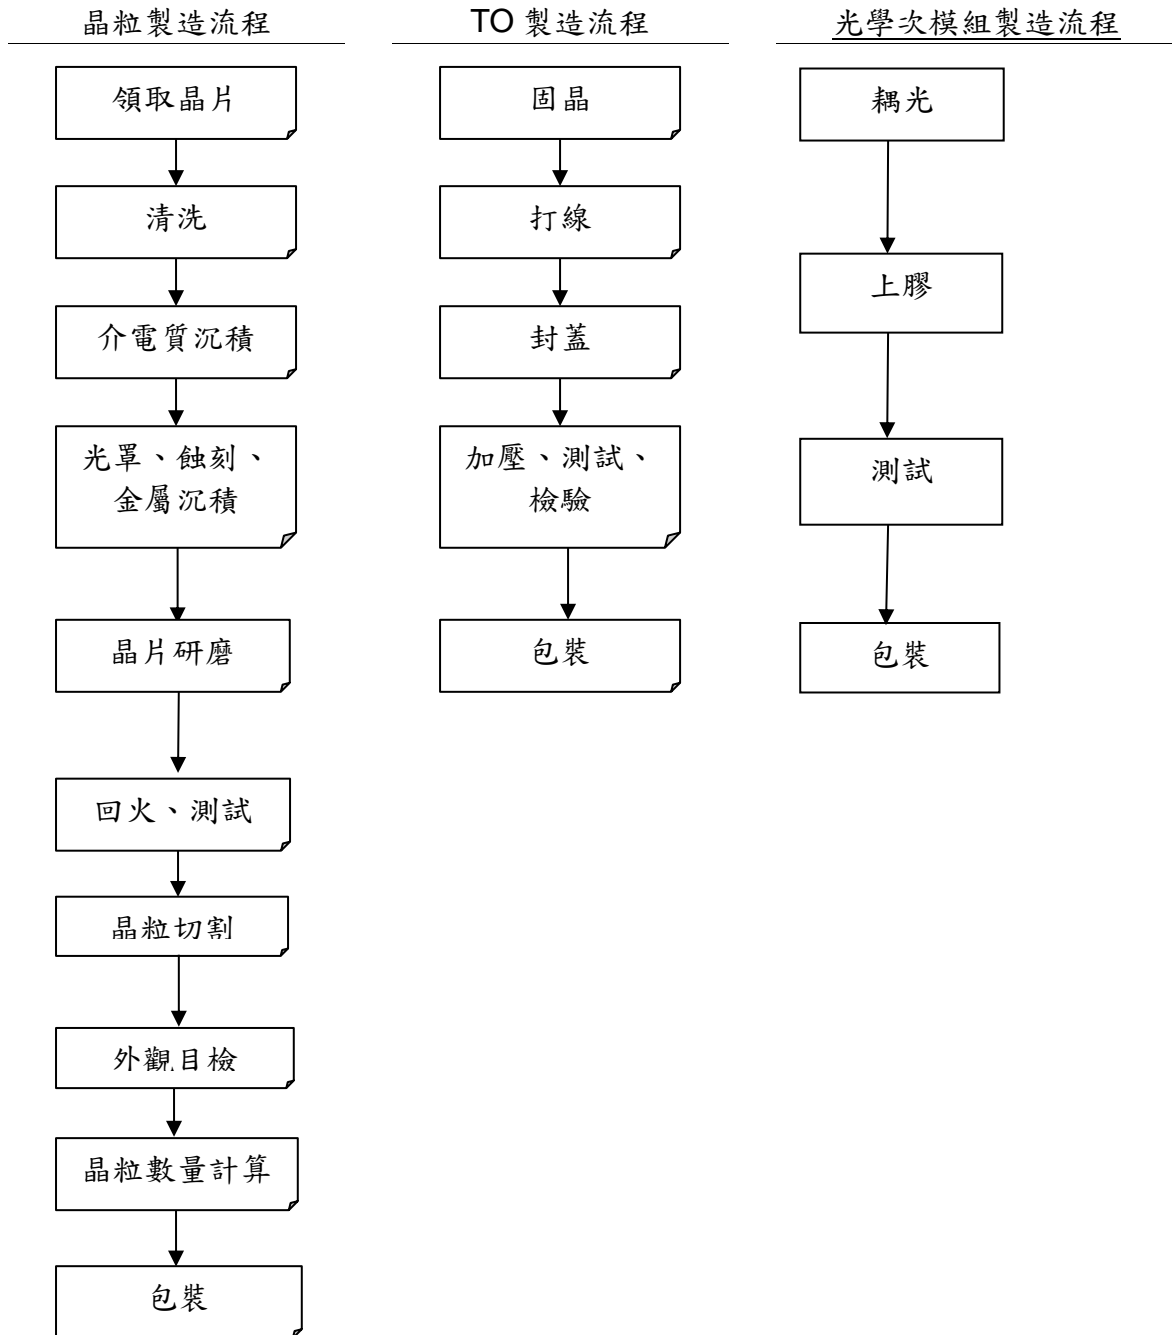 晶粒製造流程
領取晶片
清洗
介電質沉積
光罩、蝕刻、
金屬沉積
晶片研磨
回火、測試
晶粒切割
外觀目檢
晶粒數量計算
包裝
TO 製造流程
固晶
打線
封蓋
加壓、測試、
檢驗
包裝
光學次模組製造流程
耦光
上膠
測試
包裝